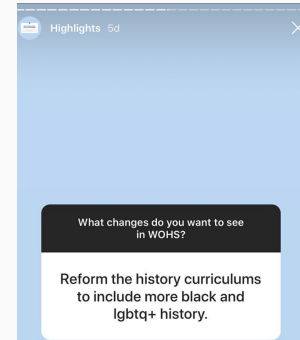 Highlights 5d
What changes do you want to see
in WOHS?
Reform the history curriculums
to include more black and
lgbtq+ history.